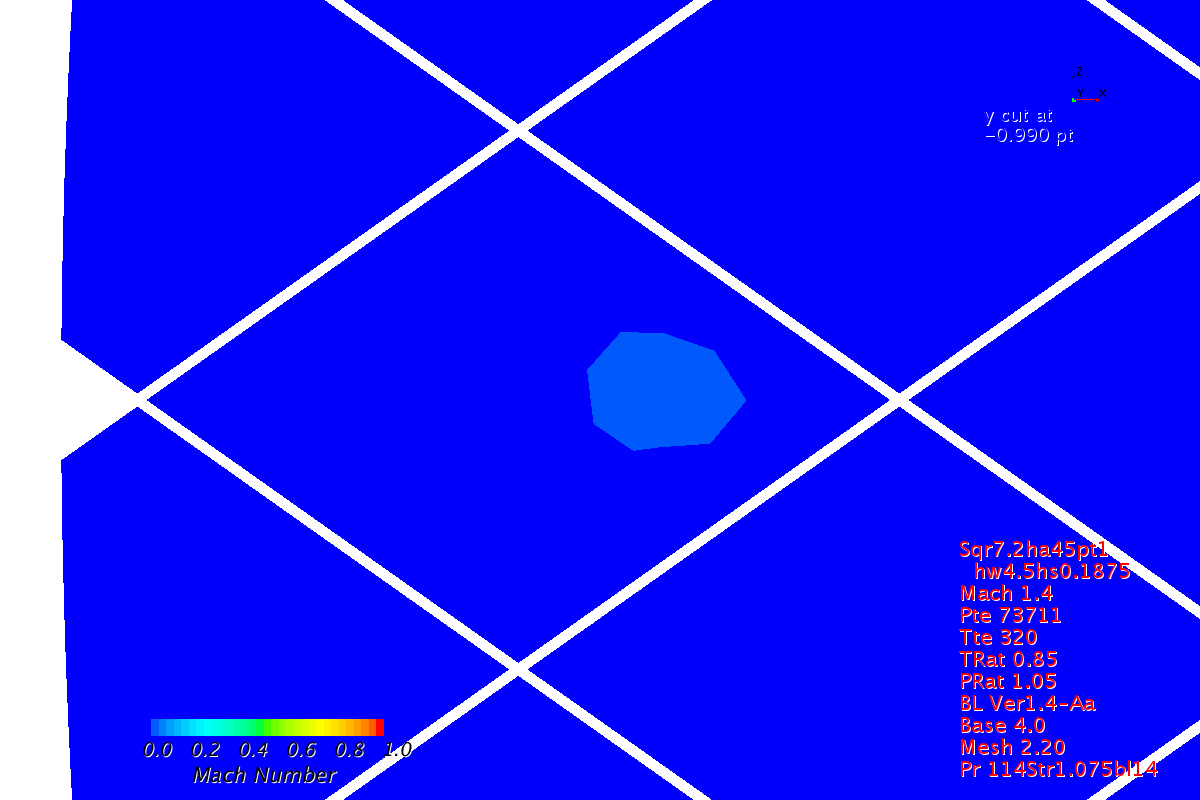 Z
Y X
y cut at
−0.990 pt
Sqr7.2ha45pt1
hw4.5hs0.1875
Mach 1.4
Pte 73711
Tte 320
TRat 0.85
PRat 1.05
BL Ver1.4−Aa
Base 4.0
Mesh 2.20
Pr 114Str1.075bl14
0.0 0.2 0.4 0.6 0.8 1.0
Mach Number